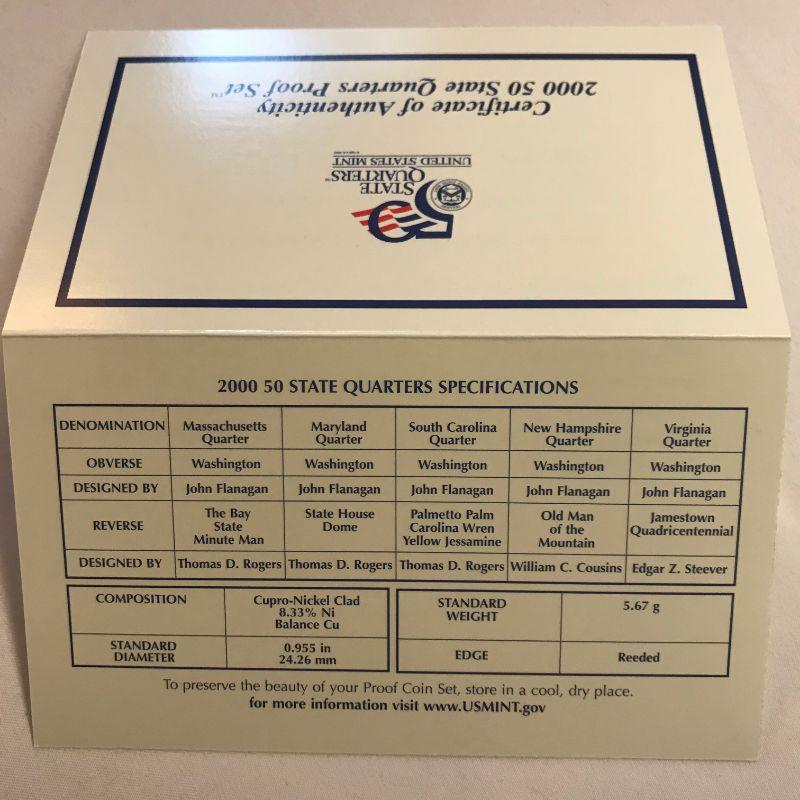 Certificate of Authenticity
2000 50 State Quarters Proof Set™
50
STATE
QUARTERS™
UNITED STATES MINT
2000 50 STATE QUARTERS SPECIFICATIONS
DENOMINATION Massachusetts Quarter Maryland Quarter South Carolina Quarter New Hampshire Quarter Virginia Quarter
OBVERSE Washington Washington Washington Washington Washington
DESIGNED BY John Flanagan John Flanagan John Flanagan John Flanagan John Flanagan
REVERSE The Bay State Minute Man State House Dome Palmetto Palm Carolina Wren Yellow Jessamine Old Man of the Mountain Jamestown Quadricentennial
DESIGNED BY Thomas D. Rogers Thomas D. Rogers Thomas D. Rogers William C. Cousins Edgar Z. Steever
COMPOSITION Cupro-Nickel Clad
8.33% Ni
Balance Cu
STANDARD DIAMETER 0.955 in
24.26 mm
STANDARD WEIGHT 5.67 g
EDGE Reeded
To preserve the beauty of your Proof Coin Set, store in a cool, dry place.
for more information visit www.USMINT.gov